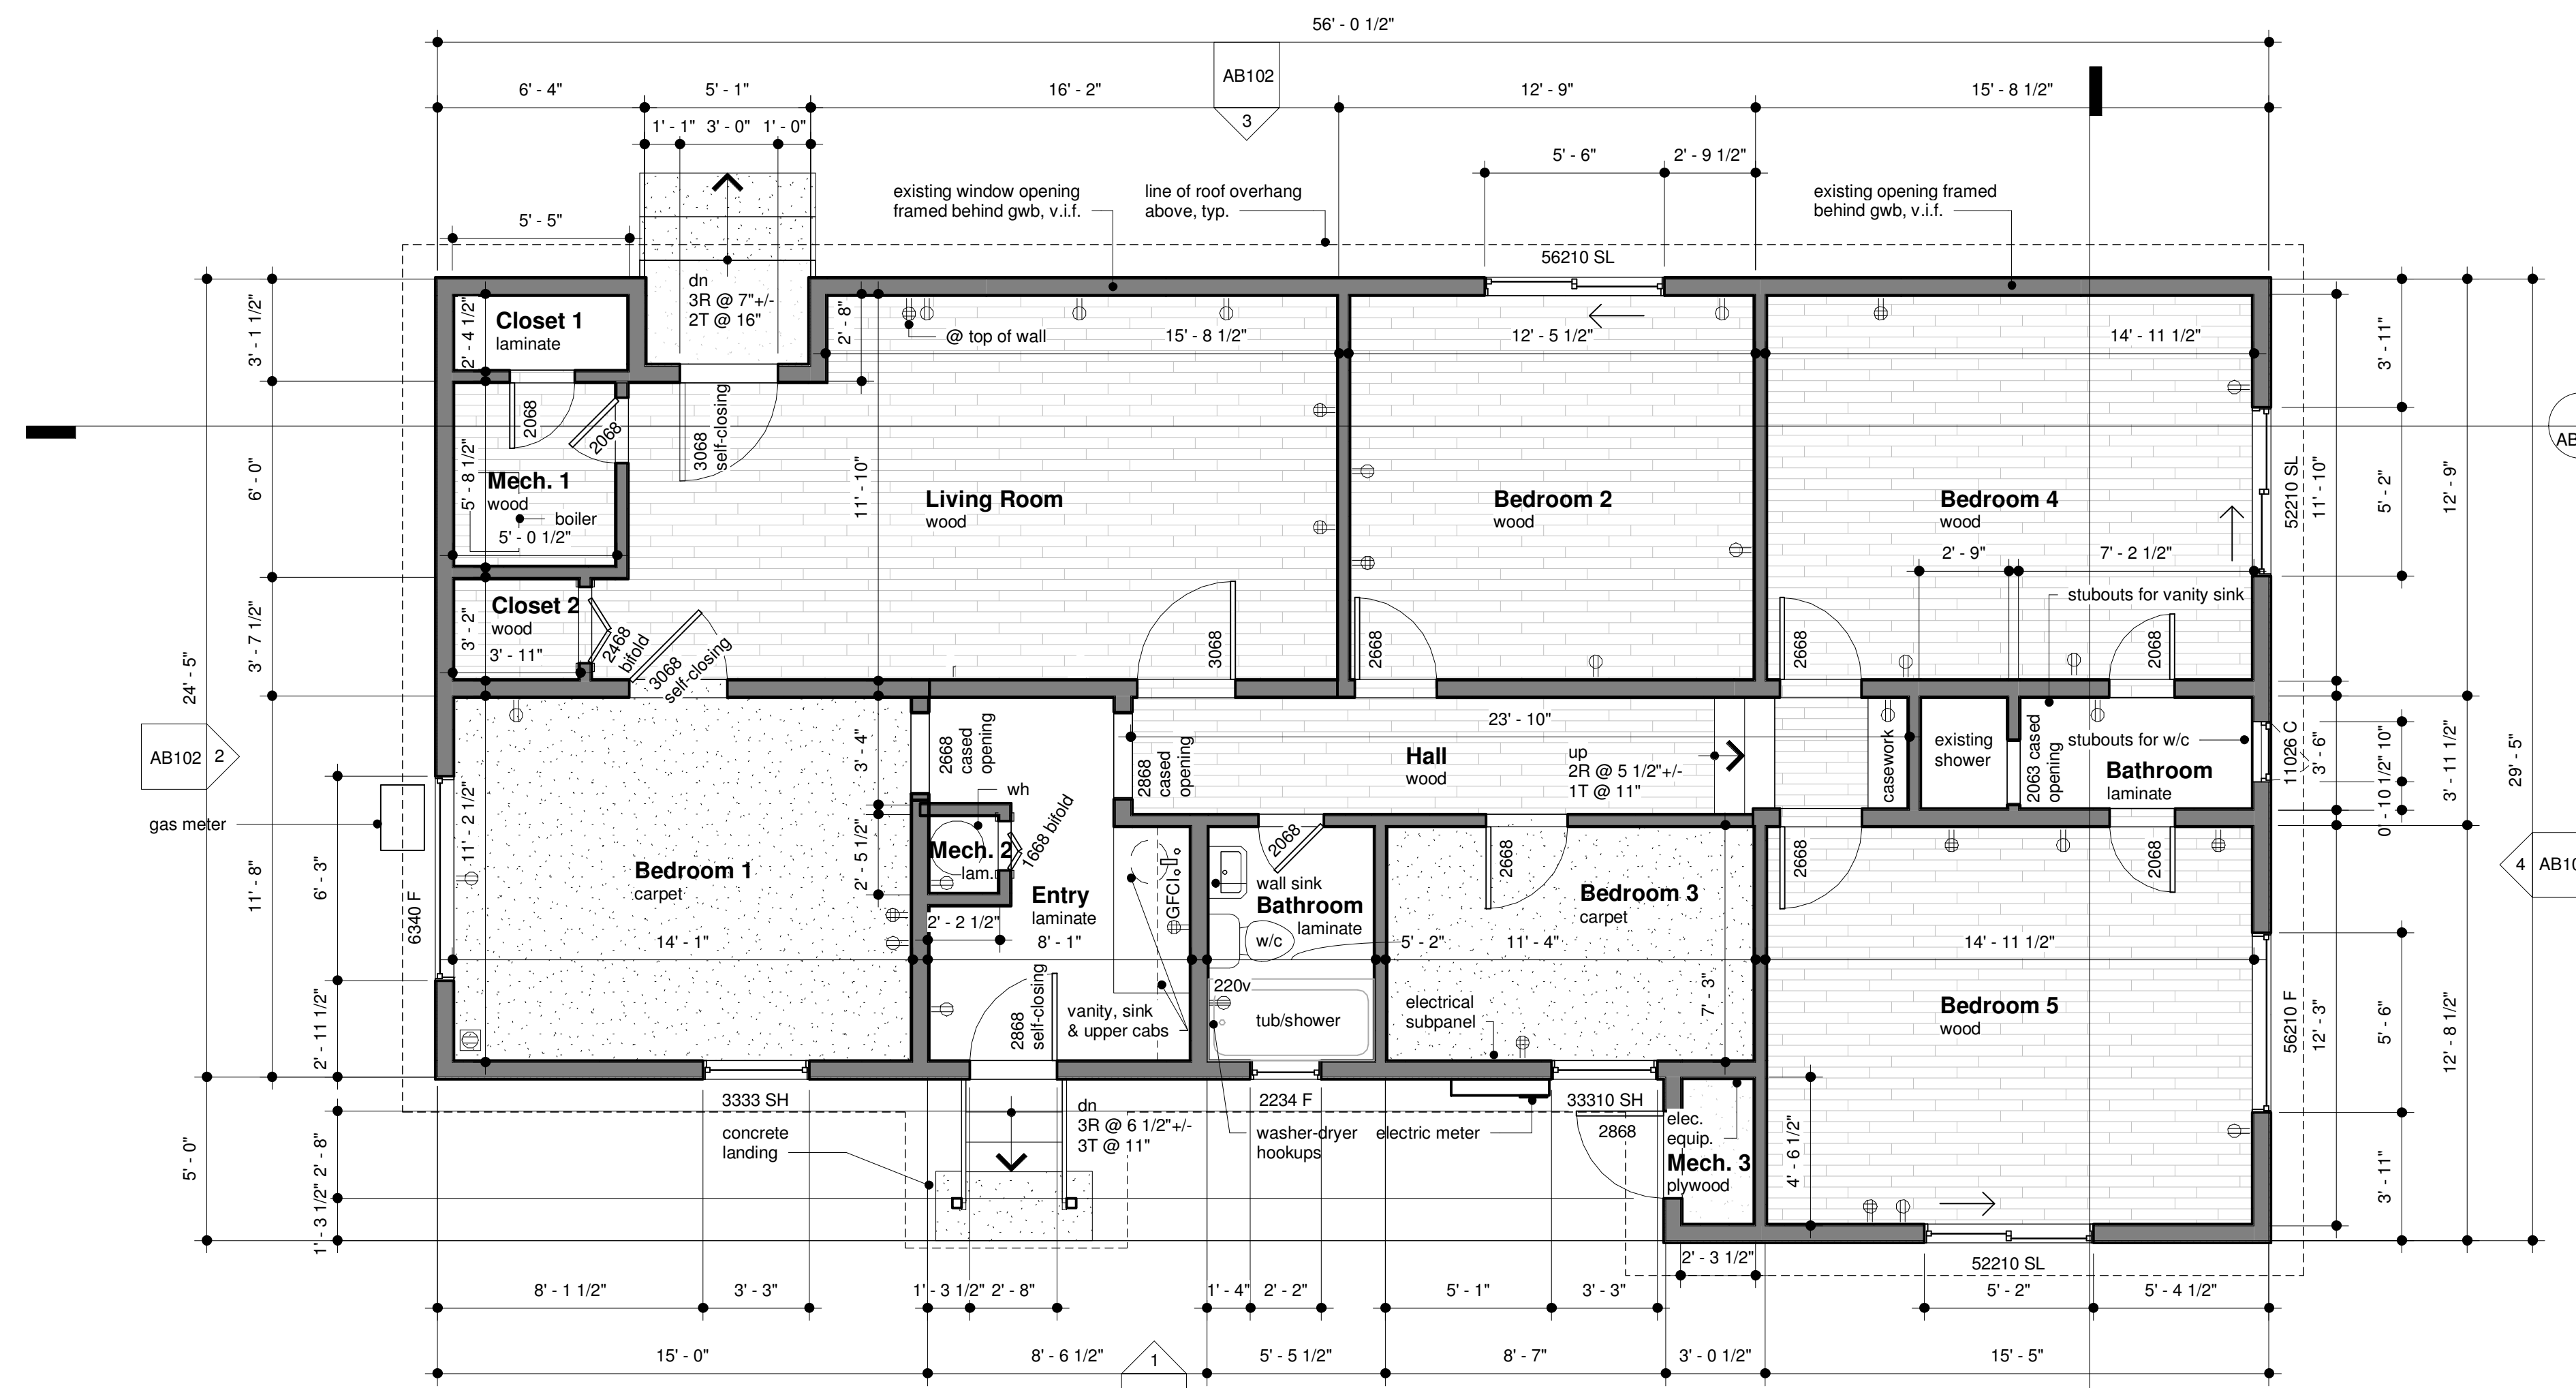 56' - 0 1/2"
AB102
3
6' - 4"
5' - 1"
16' - 2"
12' - 9"
15' - 8 1/2"
1' - 1"
3' - 0"
1' - 0"
5' - 6"
2' - 9 1/2"
existing window opening
framed behind gwb, v.i.f.
line of roof overhang
above, typ.
existing opening framed
behind gwb, v.i.f.
5' - 5"
56210 SL
dn
3R @ 7"+/-
2T @ 16"
3' - 1 1/2"
2' - 4 1/2"
Closet 1
laminate
2' - 8"
@ top of wall
15' - 8 1/2"
12' - 5 1/2"
14' - 11 1/2"
3' - 11"
2068
2068
3068
self-closing
6' - 0"
5' - 8 1/2"
Mech. 1
wood
boiler
5' - 0 1/2"
11' - 10"
Living Room
wood
Bedroom 2
wood
Bedroom 4
wood
52210 SL
11' - 10"
5' - 2"
12' - 9"
AB
2' - 9"
7' - 2 1/2"
stubouts for vanity sink
Closet 2
wood
3' - 2"
3' - 11"
3' - 7 1/2"
2468
bifold
3068
self-closing
3068
2668
2668
2068
24' - 5"
AB102
2
gas meter
23' - 10"
3' - 4"
2668
cased
opening
2868
cased
opening
Hall
wood
up
2R @ 5 1/2"+/-
1T @ 11"
casework
existing
shower
2063 cased
opening
stubouts for w/c
Bathroom
laminate
11026 C
3' - 6"
0' - 10 1/2"
10"
3' - 11 1/2"
29' - 5"
wh
1668 bifold
Mech. 2
lam.
2' - 5 1/2"
11' - 2 1/2"
11' - 8"
6' - 3"
6340 F
Bedroom 1
carpet
14' - 1"
2' - 2 1/2"
Entry
laminate
8' - 1"
GFCI
2068
wall sink
Bathroom
laminate
w/c
5' - 2"
2668
Bedroom 3
carpet
11' - 4"
2668
2068
4
AB10
14' - 11 1/2"
7' - 3"
Bedroom 5
wood
56210 F
12' - 3"
5' - 6"
12' - 8 1/2"
2' - 11 1/2"
2868
self-closing
vanity, sink
& upper cabs
220v
tub/shower
electrical
subpanel
3333 SH
dn
3R @ 6 1/2"+/-
3T @ 11"
2234 F
33310 SH
concrete
landing
washer-dryer
hookups
electric meter
2868
elec.
equip.
Mech. 3
plywood
4' - 6 1/2"
5' - 0"
2' - 8"
1' - 3 1/2"
3' - 11"
2' - 3 1/2"
52210 SL
8' - 1 1/2"
3' - 3"
1' - 3 1/2"
2' - 8"
1' - 4"
2' - 2"
5' - 1"
3' - 3"
5' - 2"
5' - 4 1/2"
15' - 0"
8' - 6 1/2"
1
5' - 5 1/2"
8' - 7"
3' - 0 1/2"
15' - 5"